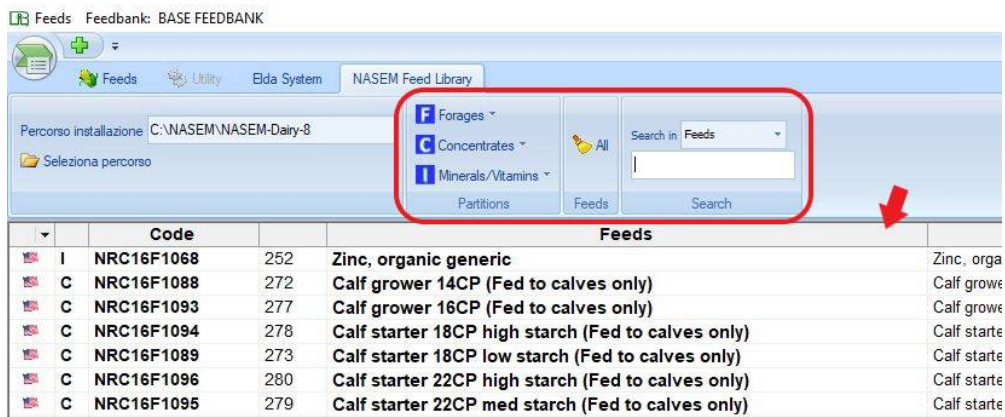 Feeds Feedbank: BASE FEEDBANK
Feeds Utility Elda System NASEM Feed Library
Percorso installazione C:\NASEM\NASEM-Dairy-8
Seleziona percorso
F Forages
C Concentrates
I Minerals/Vitamins
Partitions
All
Feeds
Search in Feeds
Search
Code Feeds
I NRC16F1068 252 Zinc, organic generic Zinc, orga
C NRC16F1088 272 Calf grower 14CP (Fed to calves only) Calf growe
C NRC16F1093 277 Calf grower 16CP (Fed to calves only) Calf growe
C NRC16F1094 278 Calf starter 18CP high starch (Fed to calves only) Calf starte
C NRC16F1089 273 Calf starter 18CP low starch (Fed to calves only) Calf starte
C NRC16F1096 280 Calf starter 22CP high starch (Fed to calves only) Calf starte
C NRC16F1095 279 Calf starter 22CP med starch (Fed to calves only) Calf starte